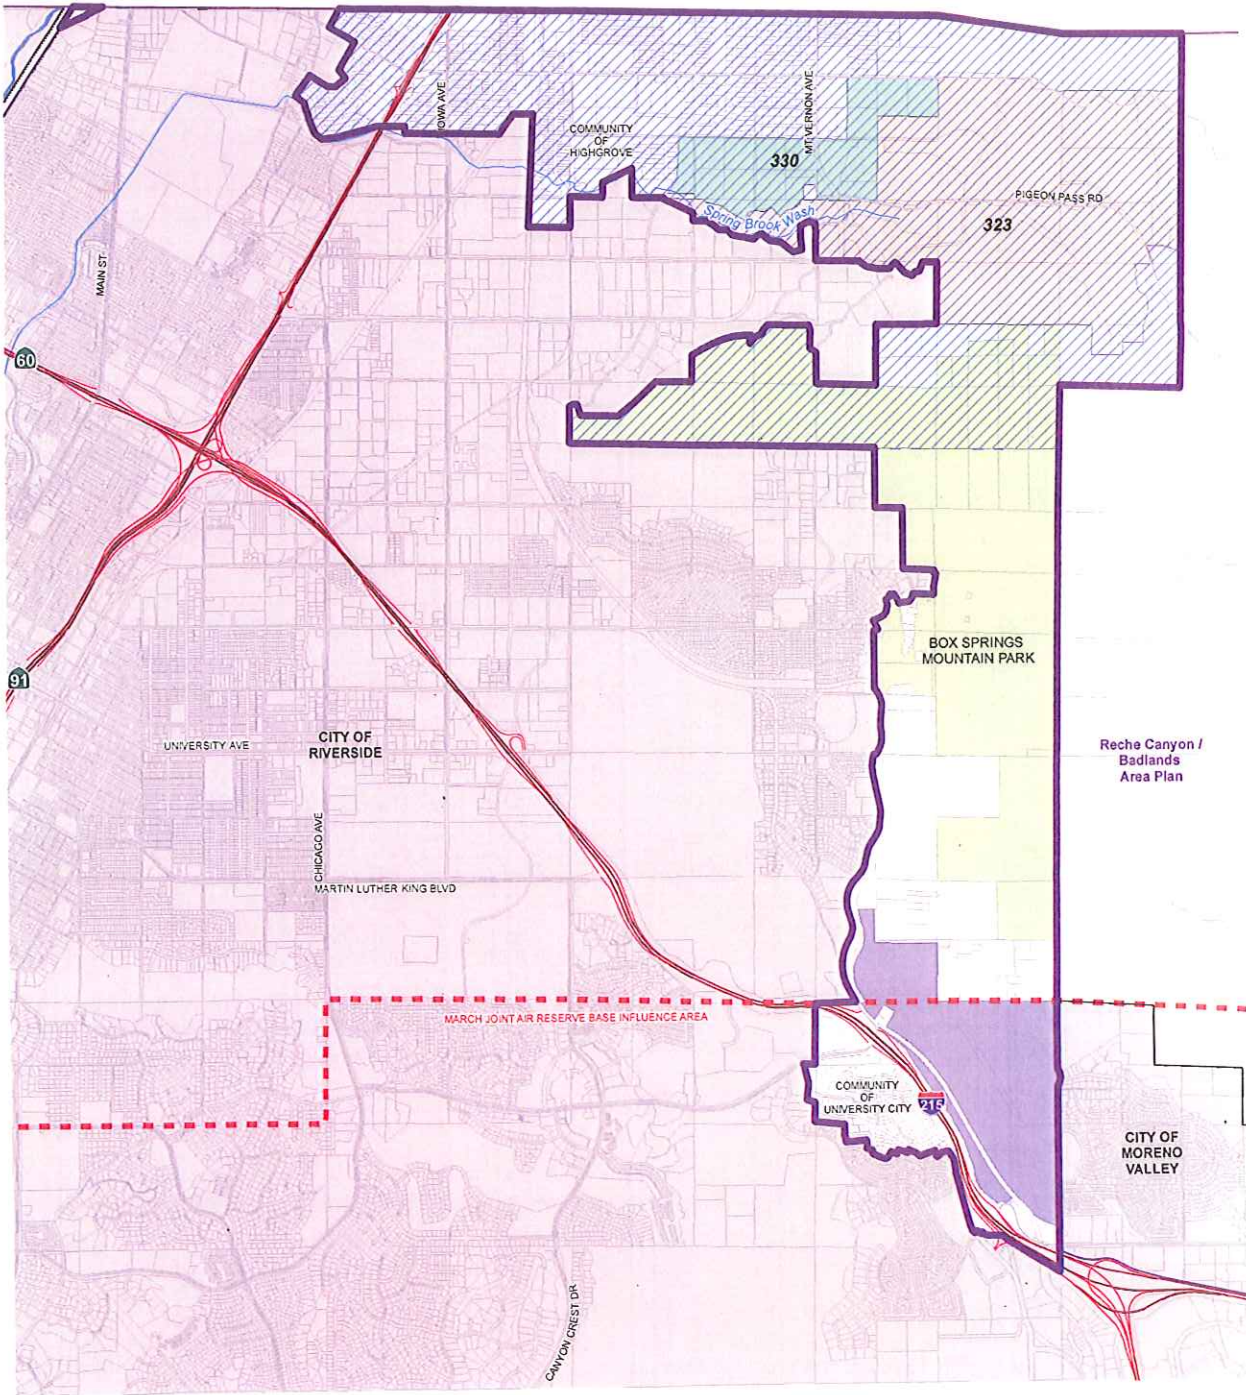 IOWA AVE
MT VERNON AVE
COMMUNITY
OF
HIGHGROVE
330
PIGEON PASS RD
Spring Brook Wash
323
MAIN ST
60
91
BOX SPRINGS
MOUNTAIN PARK
UNIVERSITY AVE
CITY OF
RIVERSIDE
Reche Canyon /
Badlands
Area Plan
CHICAGO AVE
MARTIN LUTHER KING BLVD
MARCH JOINT AIR RESERVE BASE INFLUENCE AREA
COMMUNITY
OF
UNIVERSITY CITY
215
CITY OF
MORENO
VALLEY
CANYON CREST DR